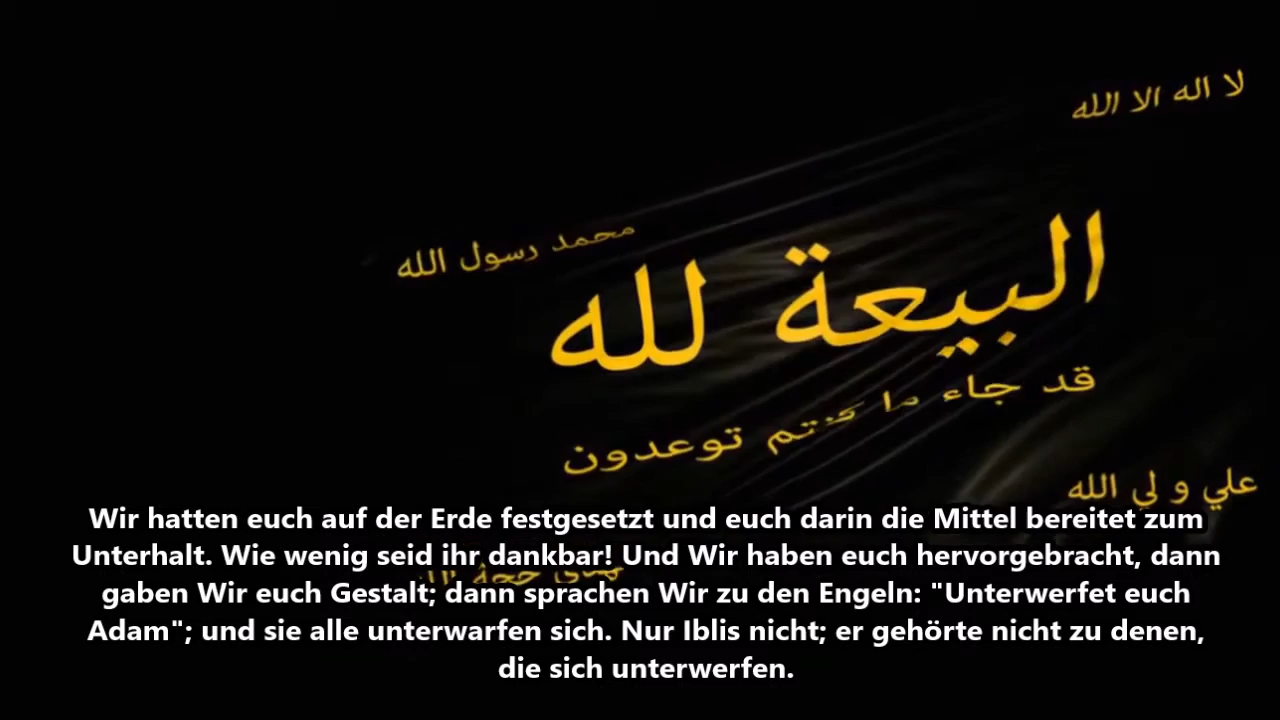 لا اله الا الله
محمد رسول الله
البيعة لله
قد جاء ما كنتم توعدون
علي و لي الله
Wir hatten euch auf der Erde festgesetzt und euch darin die Mittel bereitet zum
Unterhalt. Wie wenig seid ihr dankbar! Und Wir haben euch hervorgebracht, dann
gaben Wir euch Gestalt; dann sprachen Wir zu den Engeln: "Unterwerfet euch
Adam"; und sie alle unterwarfen sich. Nur Iblis nicht; er gehörte nicht zu denen,
die sich unterwerfen.